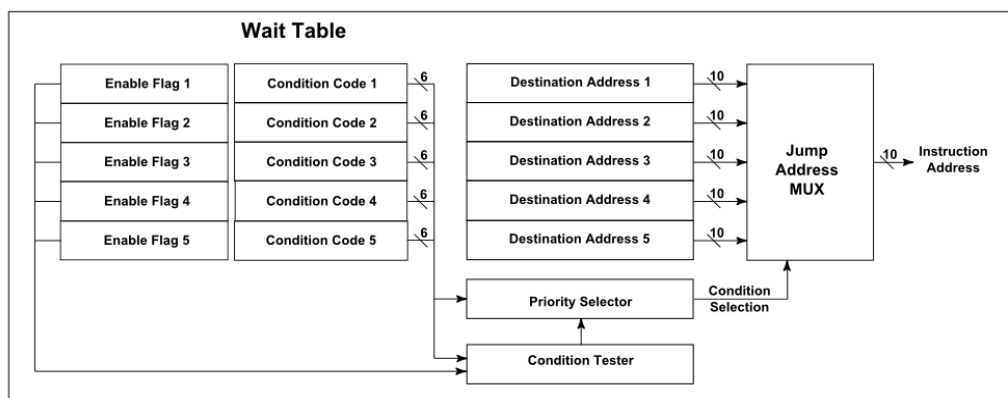 Wait Table
Enable Flag 1 Condition Code 1 6 Destination Address 1 10
Enable Flag 2 Condition Code 2 6 Destination Address 2 10
Enable Flag 3 Condition Code 3 6 Destination Address 3 10
Enable Flag 4 Condition Code 4 6 Destination Address 4 10
Enable Flag 5 Condition Code 5 6 Destination Address 5 10
Jump
Address
MUX
10
Instruction
Address
Priority Selector
Condition
Selection
Condition Tester